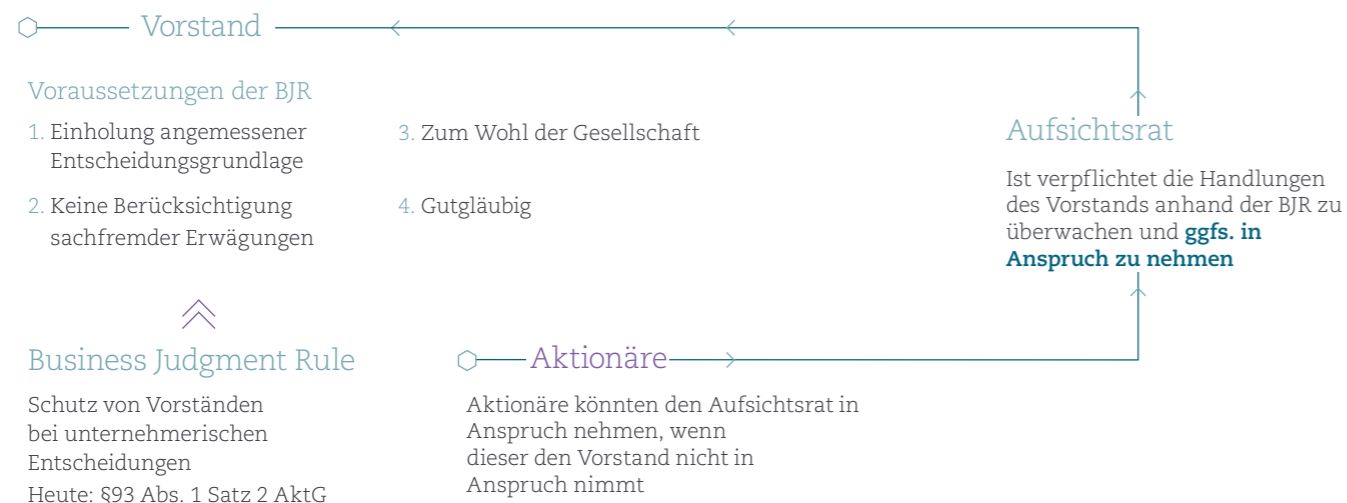 Vorstand
Voraussetzungen der BJR
1. Einholung angemessener
Entscheidungsgrundlage
2. Keine Berücksichtigung
sachfremder Erwägungen
3. Zum Wohl der Gesellschaft
4. Gutgläubig
Aufsichtsrat
Ist verpflichtet die Handlungen
des Vorstands anhand der BJR zu
überwachen und ggfs. in
Anspruch zu nehmen
Business Judgment Rule
Schutz von Vorständen
bei unternehmerischen
Entscheidungen
Heute: §93 Abs. 1 Satz 2 AktG
Aktionäre
Aktionäre könnten den Aufsichtsrat in
Anspruch nehmen, wenn
dieser den Vorstand nicht in
Anspruch nimmt